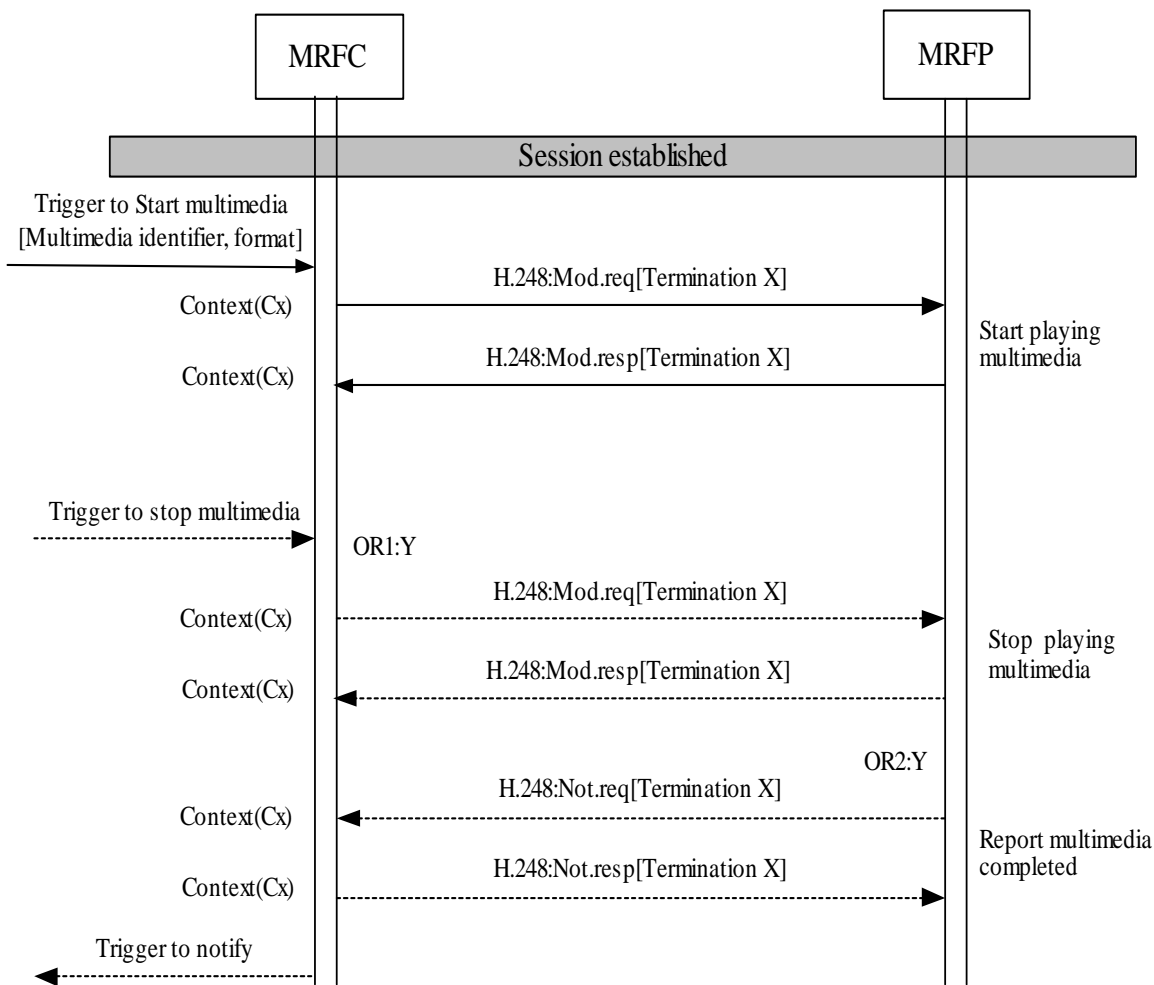 MRFC
MRFP
Session established
Trigger to Start multimedia
[Multimedia identifier, format]
H.248:Mod.req[Termination X]
Context(Cx)
Start playing
multimedia
H.248:Mod.resp[Termination X]
Context(Cx)
Trigger to stop multimedia
OR1:Y
H.248:Mod.req[Termination X]
Context(Cx)
Stop playing
multimedia
H.248:Mod.resp[Termination X]
Context(Cx)
OR2:Y
H.248:Not.req[Termination X]
Context(Cx)
Report multimedia
completed
H.248:Not.resp[Termination X]
Context(Cx)
Trigger to notify